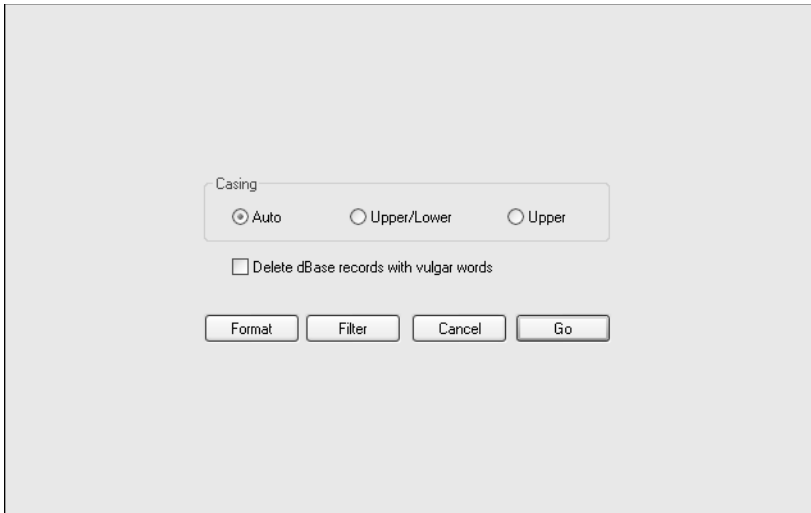 Casing
Auto Upper/Lower Upper
Delete dBase records with vulgar words
Format Filter Cancel Go